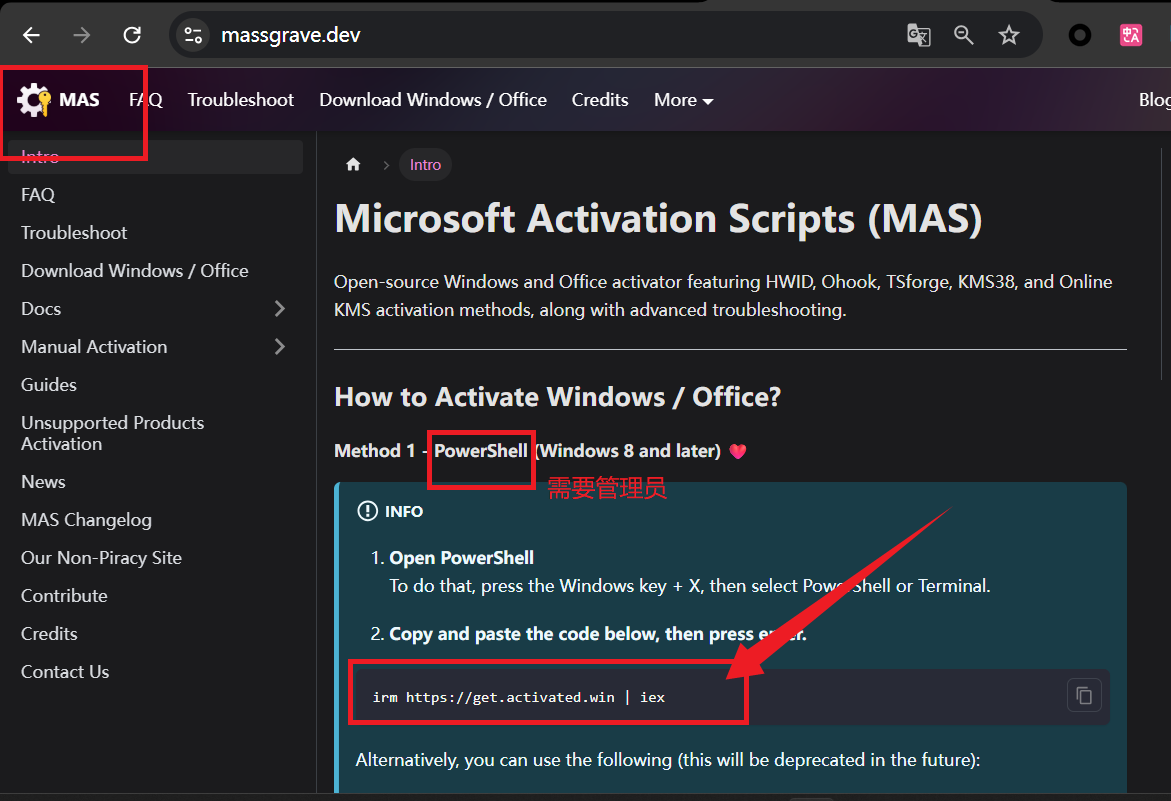 massgrave.dev
MAS FAQ Troubleshoot Download Windows / Office Credits More Blog
Intro
FAQ
Troubleshoot
Download Windows / Office
Docs
Manual Activation
Guides
Unsupported Products
Activation
News
MAS Changelog
Our Non-Piracy Site
Contribute
Credits
Contact Us
Intro
Microsoft Activation Scripts (MAS)
Open-source Windows and Office activator featuring HWID, Ohook, TSforge, KMS38, and Online
KMS activation methods, along with advanced troubleshooting.
How to Activate Windows / Office?
Method 1 - PowerShell (Windows 8 and later)
需要管理员
INFO
1. Open PowerShell
To do that, press the Windows key + X, then select PowerShell or Terminal.
2. Copy and paste the code below, then press enter.
irm https://get.activated.win | iex
Alternatively, you can use the following (this will be deprecated in the future):